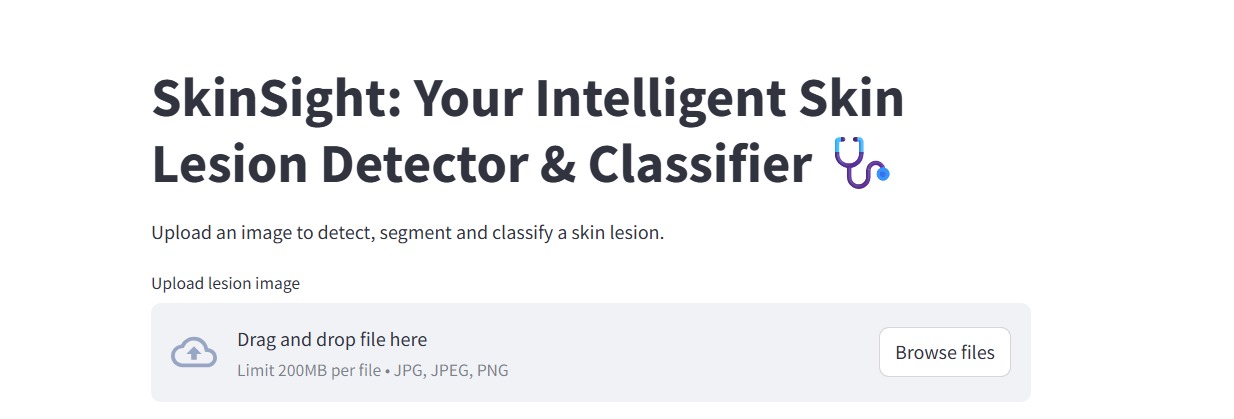 SkinSight: Your Intelligent Skin
Lesion Detector & Classifier 🩺
Upload an image to detect, segment and classify a skin lesion.
Upload lesion image
Drag and drop file here
Browse files
Limit 200MB per file • JPG, JPEG, PNG